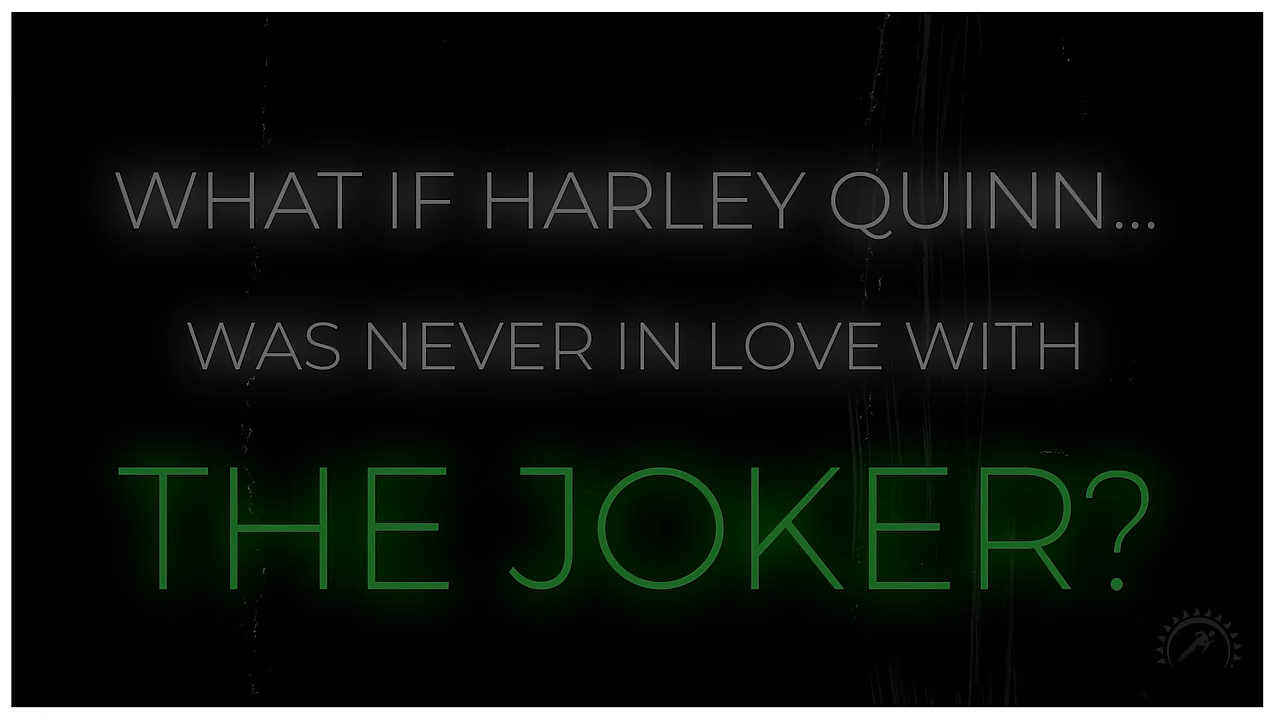 WHAT IF HARLEY QUINN...
WAS NEVER IN LOVE WITH
THE JOKER?